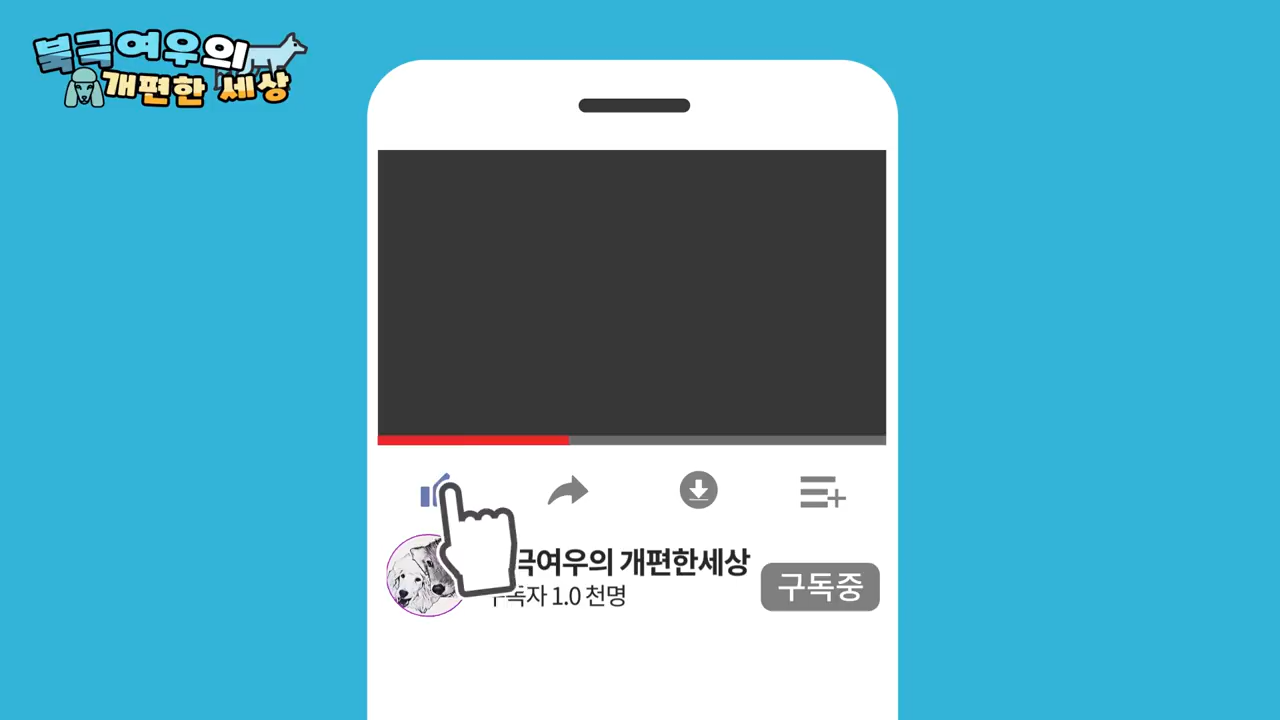 북극여우의
개편한 세상
극여우의 개편한세상
구독자 1.0 천명
구독중